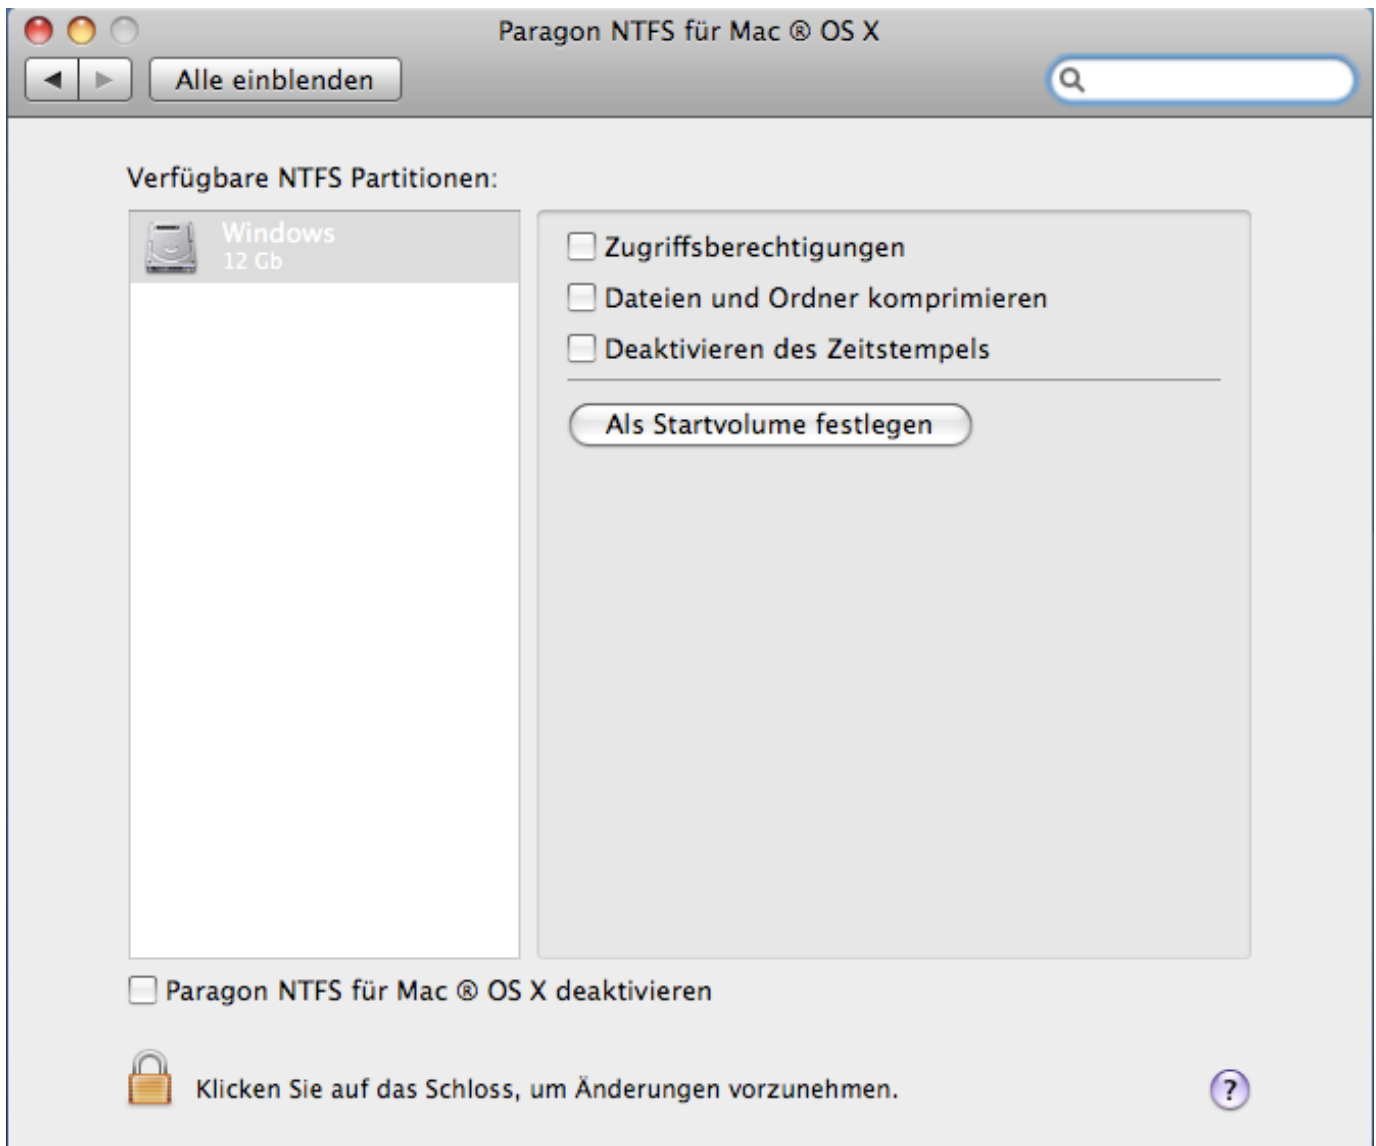 Paragon NTFS für Mac ® OS X
Alle einblenden
Verfügbare NTFS Partitionen:
Windows
12 Gb
Zugriffsberechtigungen
Dateien und Ordner komprimieren
Deaktivieren des Zeitstempels
Als Startvolume festlegen
Paragon NTFS für Mac ® OS X deaktivieren
Klicken Sie auf das Schloss, um Änderungen vorzunehmen.
?